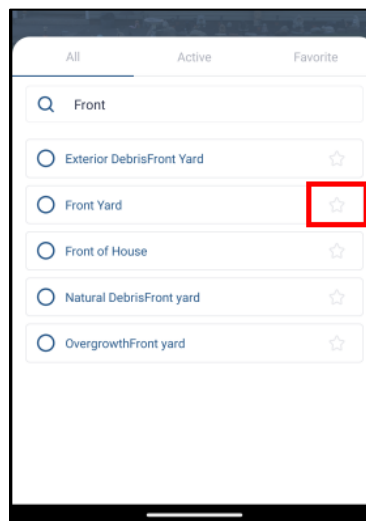 All Active Favorite
Front
Exterior DebrisFront Yard
Front Yard
Front of House
Natural DebrisFront yard
OvergrowthFront yard